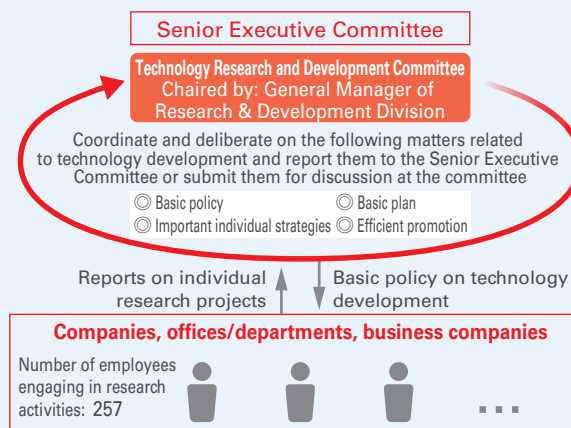 Senior Executive Committee
Technology Research and Development Committee
Chaired by: General Manager of
Research & Development Division
Coordinate and deliberate on the following matters related
to technology development and report them to the Senior Executive
Committee or submit them for discussion at the committee
◎ Basic policy ◎ Basic plan
◎ Important individual strategies ◎ Efficient promotion
Reports on individual
research projects
Basic policy on technology
development
Companies, offices/departments, business companies
Number of employees
engaging in research
activities: 257
...